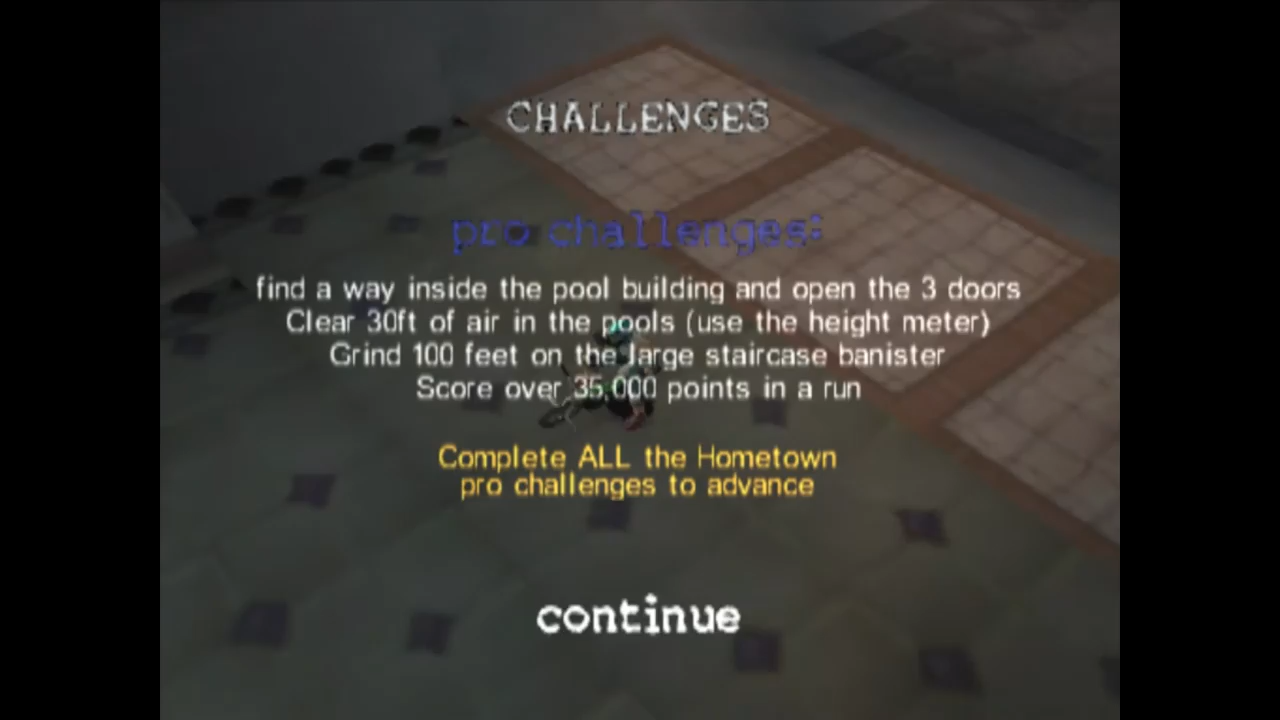 CHALLENGES
pro challenges:
find a way inside the pool building and open the 3 doors
Clear 30ft of air in the pools (use the height meter)
Grind 100 feet on the large staircase banister
Score over 35,000 points in a run
Complete ALL the Hometown
pro challenges to advance
continue